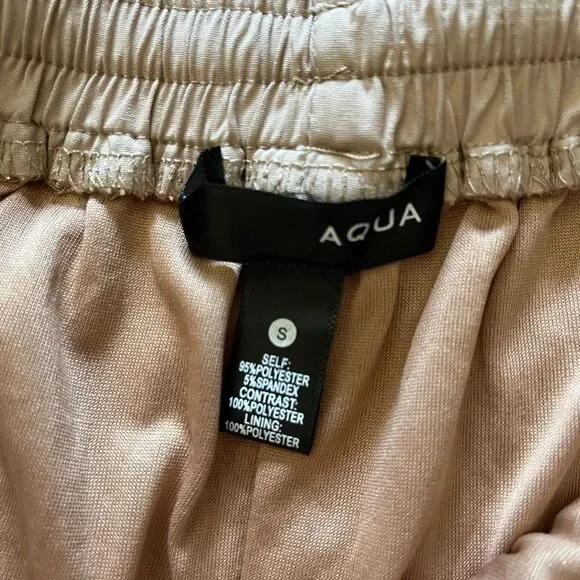 AQUA
S
SELF:
95%POLYESTER
5%SPANDEX
CONTRAST:
100%POLYESTER
LINING:
100%POLYESTER